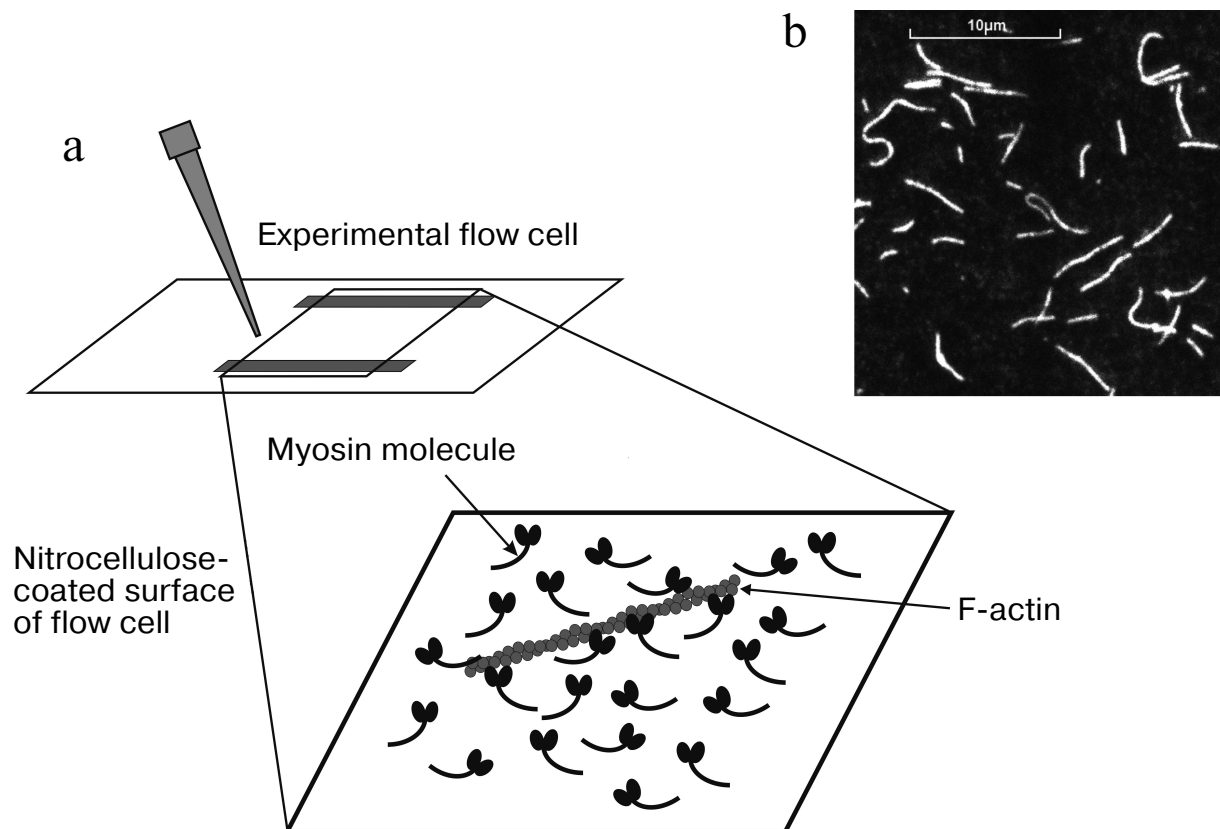 a
b
10µm
Experimental flow cell
Myosin molecule
Nitrocellulose-
coated surface
of flow cell
F-actin